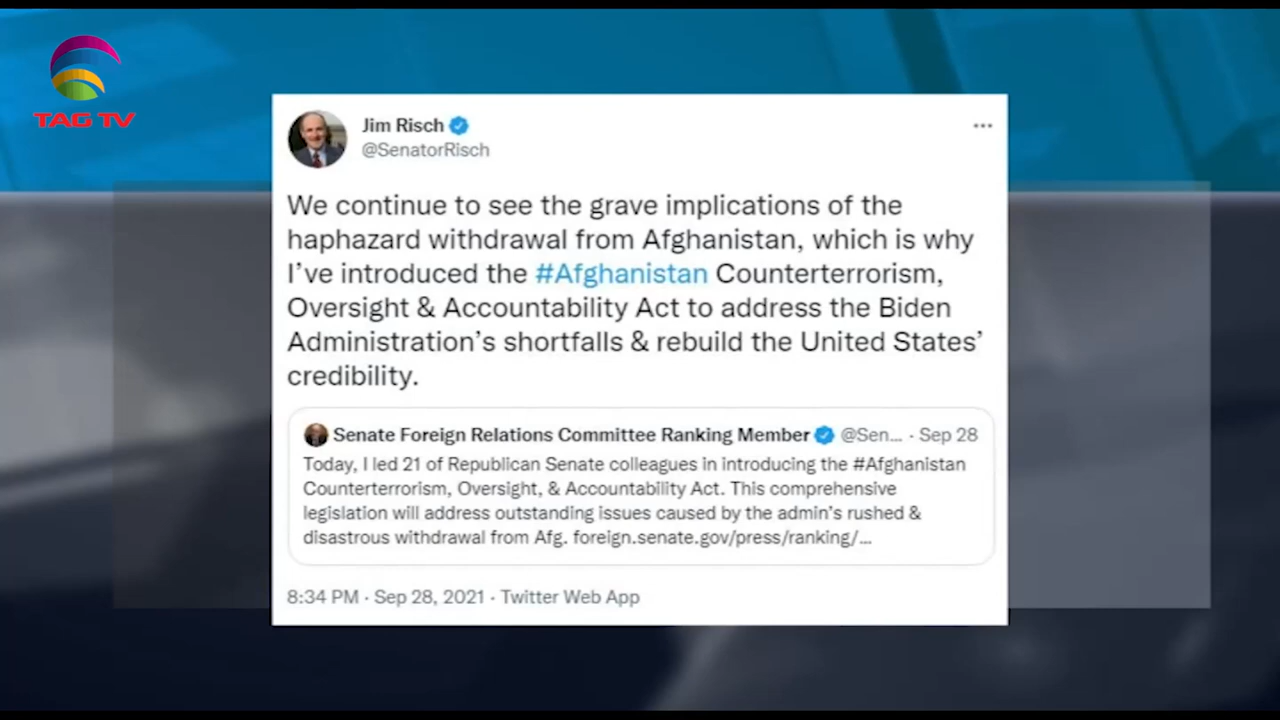 TAG TV
Jim Risch
@SenatorRisch
We continue to see the grave implications of the
haphazard withdrawal from Afghanistan, which is why
I've introduced the #Afghanistan Counterterrorism,
Oversight & Accountability Act to address the Biden
Administration's shortfalls & rebuild the United States'
credibility.
Senate Foreign Relations Committee Ranking Member @Sen... · Sep 28
Today, I led 21 of Republican Senate colleagues in introducing the #Afghanistan
Counterterrorism, Oversight, & Accountability Act. This comprehensive
legislation will address outstanding issues caused by the admin's rushed &
disastrous withdrawal from Afg. foreign.senate.gov/press/ranking/...
8:34 PM · Sep 28, 2021 · Twitter Web App